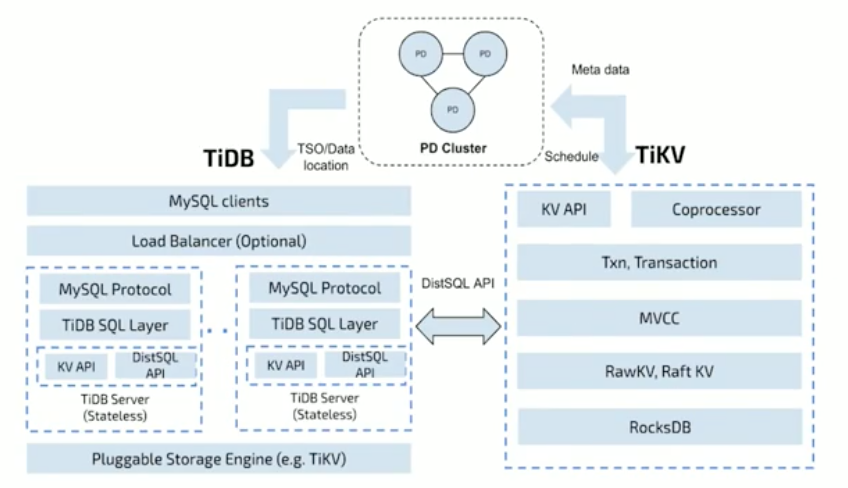 PD
PD
PD
PD Cluster
Meta data
TiDB
TSO/Data
location
Schedule
TiKV
MySQL clients
Load Balancer (Optional)
MySQL Protocol
TiDB SQL Layer
KV API
DistSQL
API
TiDB Server
(Stateless)
MySQL Protocol
TiDB SQL Layer
KV API
DistSQL
API
TiDB Server
(Stateless)
Pluggable Storage Engine (e.g. TiKV)
DistSQL API
KV API
Coprocessor
Txn, Transaction
MVCC
RawKV, Raft KV
RocksDB